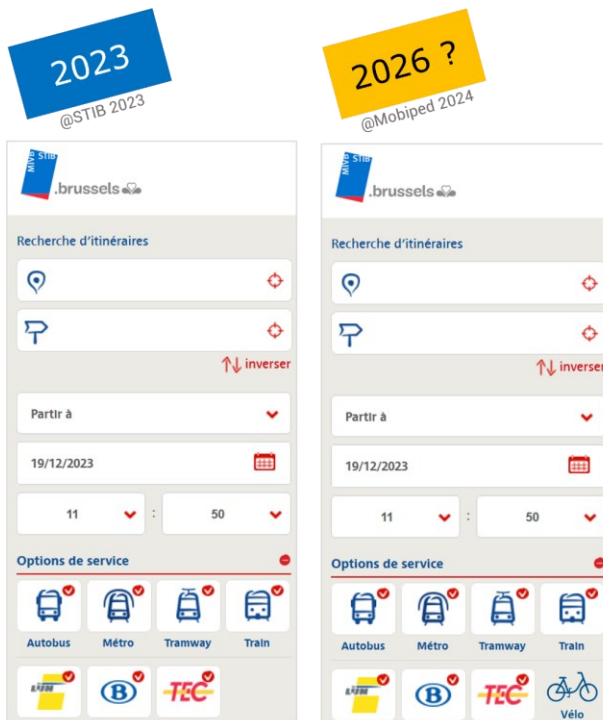 2023
@STIB 2023
MIVB STIB
.brussels
Recherche d'itinéraires
inverser
Partir à
19/12/2023
11 : 50
Options de service
Autobus Métro Tramway Train
B TEC
2026 ?
@Mobiped 2024
MIVB STIB
.brussels
Recherche d'itinéraires
inverser
Partir à
19/12/2023
11 : 50
Options de service
Autobus Métro Tramway Train
B TEC Vélo